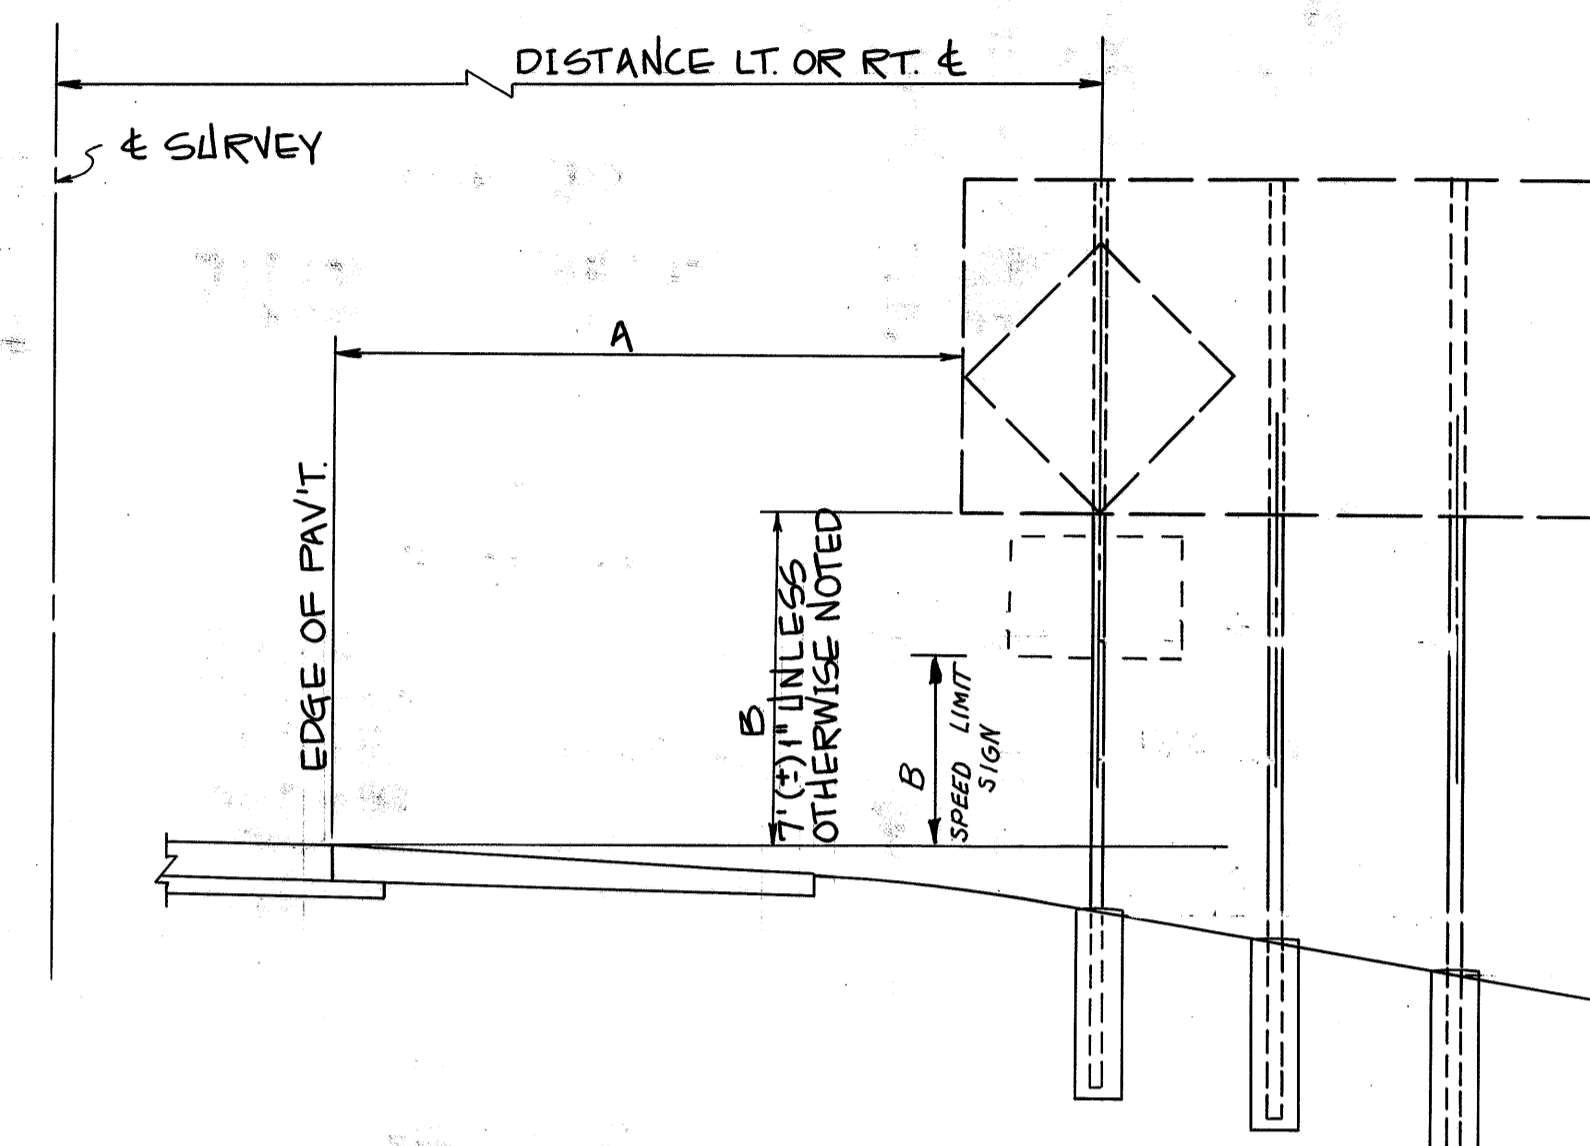 DISTANCE LT. OR RT. ℄
℄ SURVEY
A
EDGE OF PAV'T.
B
7' (±) 1" UNLESS
OTHERWISE NOTED
B
SPEED LIMIT
SIGN